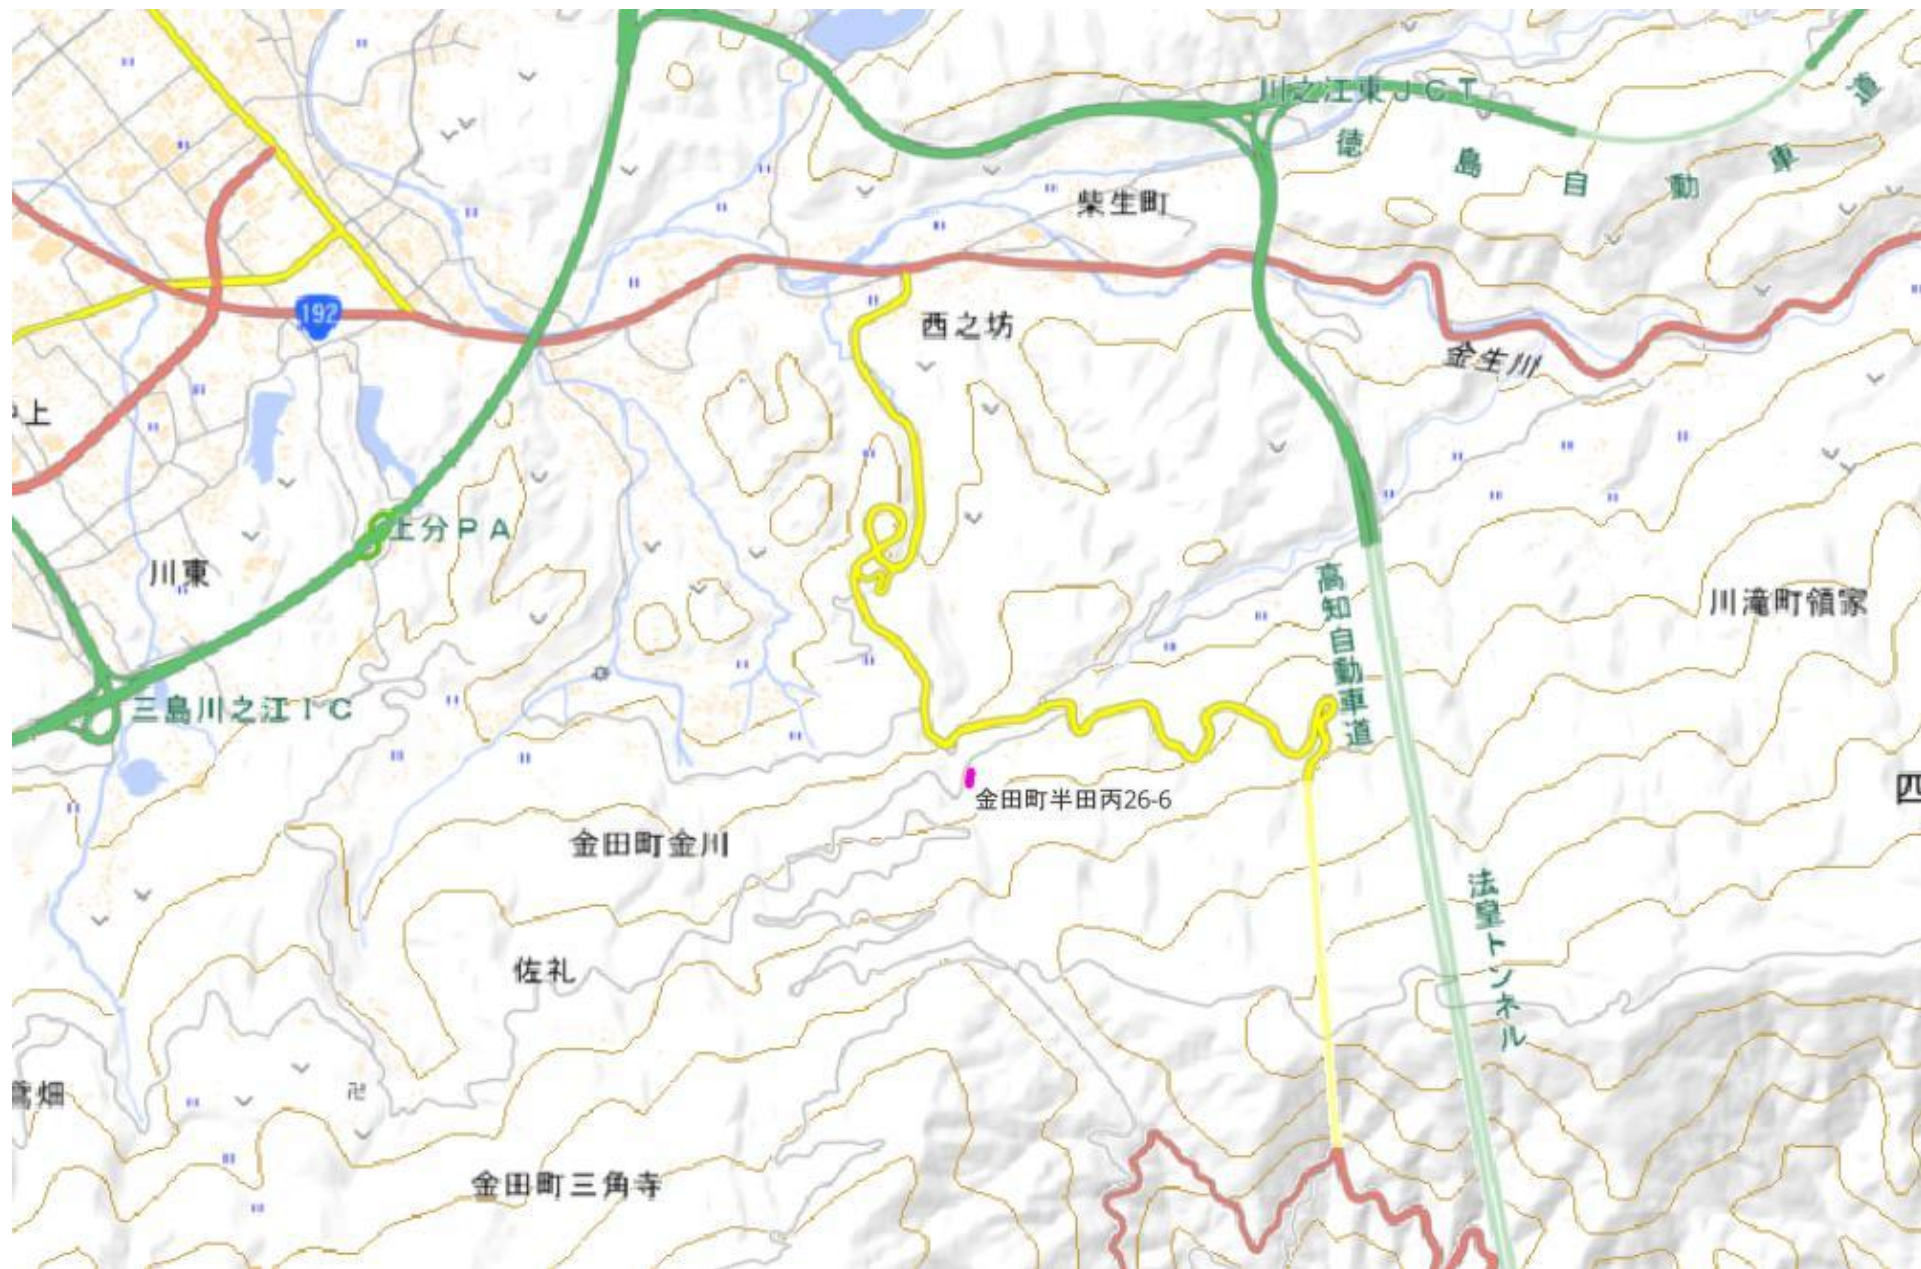 川之江東JCT
徳島自動車道
柴生町
192
西之坊
金生川
上
上分PA
川東
高知自動車道
川滝町領家
三島川之江IC
金田町半田丙26-6
四
金田町金川
法皇トンネル
佐礼
畑
金田町三角寺